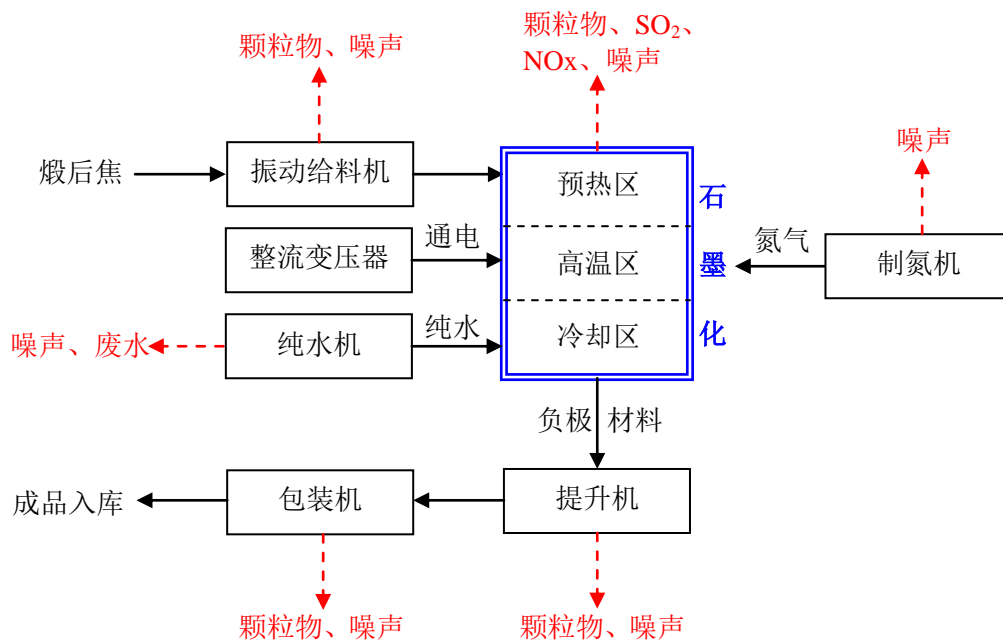 颗粒物、噪声
颗粒物、SO₂、
NOx、噪声
噪声
煅后焦
振动给料机
预热区
石
整流变压器
通电
高温区
墨
氮气
制氮机
噪声、废水
纯水机
纯水
冷却区
化
负极
材料
成品入库
包装机
提升机
颗粒物、噪声
颗粒物、噪声